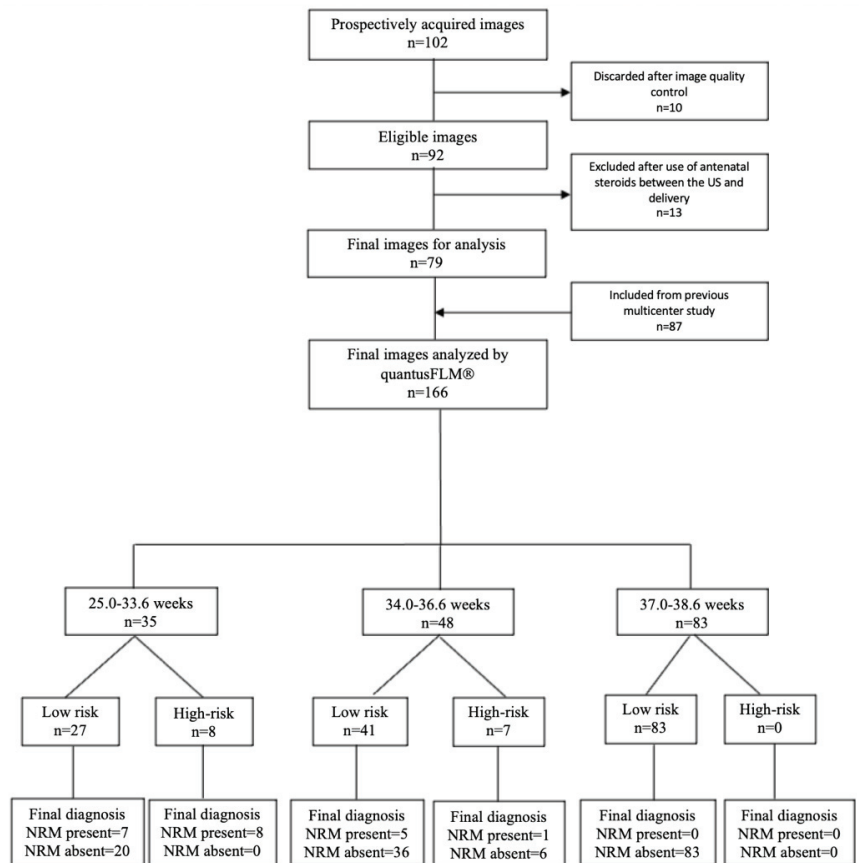 Prospectively acquired images
n=102
Discarded after image quality
control
n=10
Eligible images
n=92
Excluded after use of antenatal
steroids between the US and
delivery
n=13
Final images for analysis
n=79
Included from previous
multicenter study
n=87
Final images analyzed by
quantusFLM®
n=166
25.0-33.6 weeks
n=35
34.0-36.6 weeks
n=48
37.0-38.6 weeks
n=83
Low risk
n=27
High-risk
n=8
Low risk
n=41
High-risk
n=7
Low risk
n=83
High-risk
n=0
Final diagnosis
NRM present=7
NRM absent=20
Final diagnosis
NRM present=8
NRM absent=0
Final diagnosis
NRM present=5
NRM absent=36
Final diagnosis
NRM present=1
NRM absent=6
Final diagnosis
NRM present=0
NRM absent=83
Final diagnosis
NRM present=0
NRM absent=0